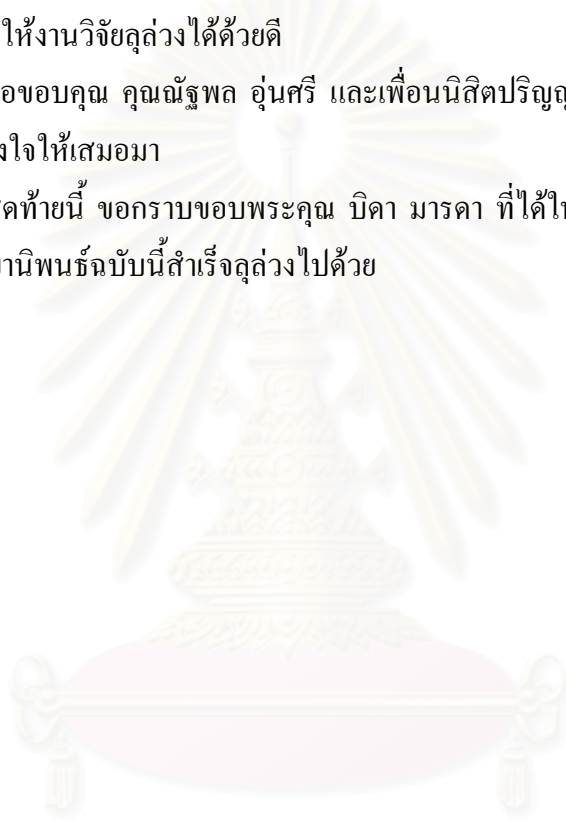 ให้งานวิจัยลุล่วงได้ด้วยดี
อขอบคุณ คุณณัฐพล อุ่นศรี และเพื่อนนิสิตปริญญ
งใจให้เสมอมา
ดท้ายนี้ ขอกราบขอบพระคุณ บิดา มารดา ที่ได้ให
านิพนธ์ฉบับนี้สำเร็จลุล่วงไปด้วย